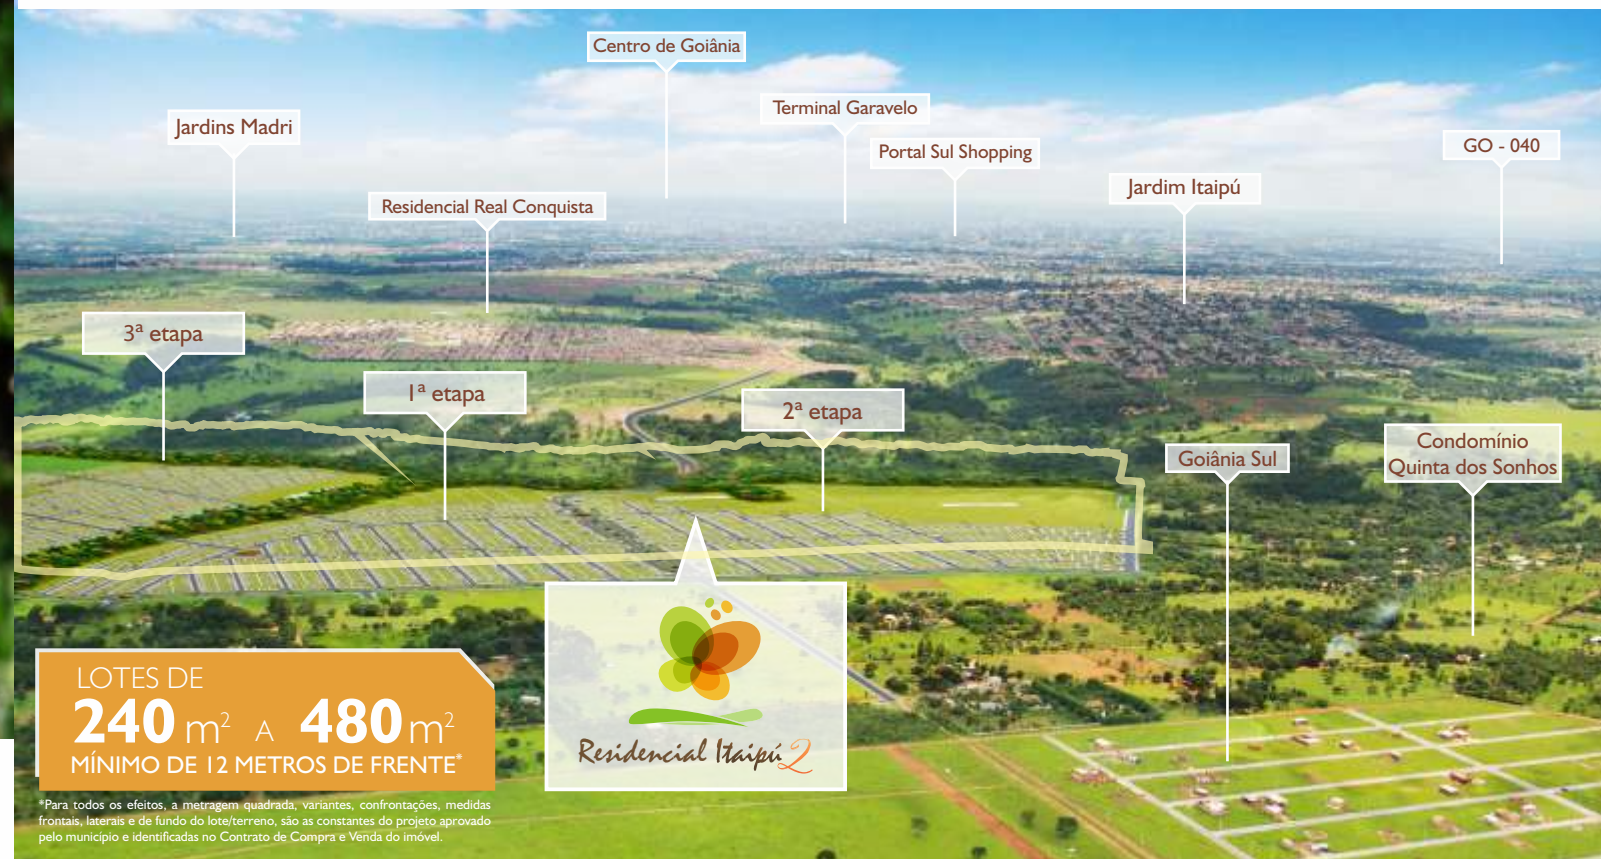 Centro de Goiânia
Terminal Garavelo
Jardins Madri
Portal Sul Shopping
GO - 040
Jardim Itaipú
Residencial Real Conquista
3ª etapa
1ª etapa
2ª etapa
Goiânia Sul
Condomínio
Quinta dos Sonhos
LOTES DE
240 m² A 480 m²
MÍNIMO DE 12 METROS DE FRENTE*
*Para todos os efeitos, a metragem quadrada, variantes, confrontações, medidas
frontais, laterais e de fundo do lote/terreno, são as constantes do projeto aprovado
pelo município e identificadas no Contrato de Compra e Venda do imóvel.
Residencial Itaipú 2